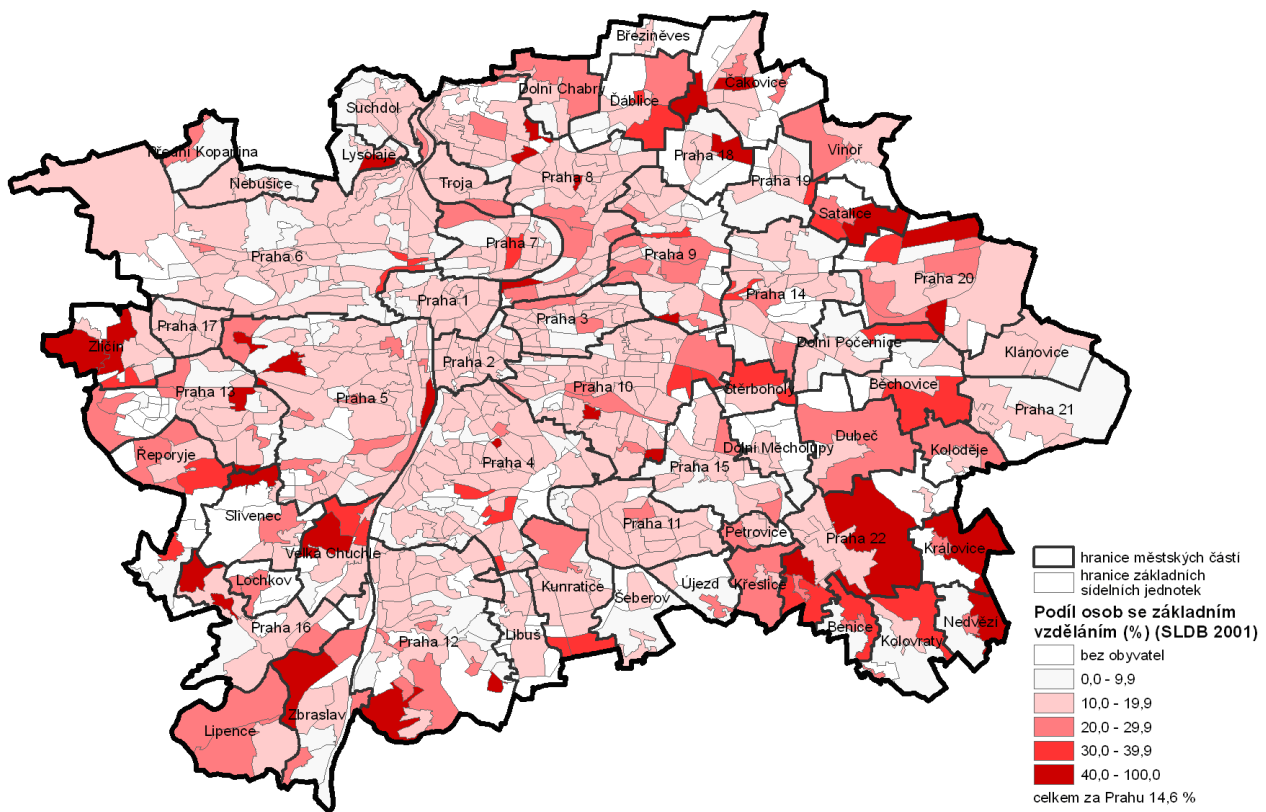 Březiněves
Dolní Chabry
Ďáblice
Čakovice
Suchdol
Přední Kopanina
Lysolaje
Praha 18
Vinoř
Nebušice
Troja
Praha 8
Praha 19
Satalice
Praha 6
Praha 7
Praha 9
Praha 20
Praha 1
Praha 14
Praha 17
Praha 3
Zličín
Dolní Počernice
Klánovice
Praha 2
Praha 13
Praha 5
Praha 10
Štěrboholy
Běchovice
Praha 21
Řeporyje
Praha 4
Dolní Měcholupy
Dubeč
Koloděje
Praha 15
Slivenec
Praha 11
Petrovice
Praha 22
Královice
Velká Chuchle
Lochkov
Kunratice
Šeberov
Újezd
Křeslice
Praha 16
Praha 12
Libuš
Benice
Kolovraty
Nedvězí
Lipence
Zbraslav
hranice městských částí
hranice základních
sídelních jednotek
Podíl osob se základním
vzděláním (%) (SLDB 2001)
bez obyvatel
0,0 - 9,9
10,0 - 19,9
20,0 - 29,9
30,0 - 39,9
40,0 - 100,0
celkem za Prahu 14,6 %